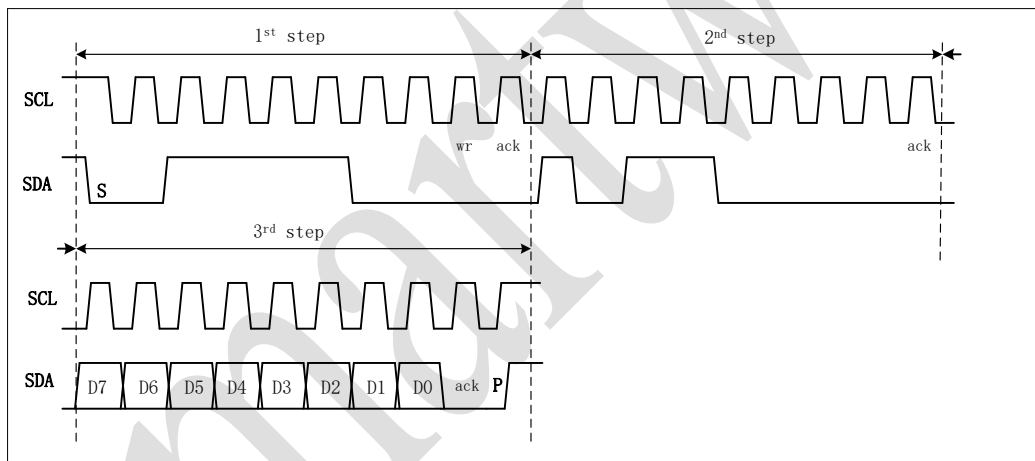 1st step 2nd step
SCL
wr ack ack
SDA S
3rd step
SCL
SDA D7 D6 D5 D4 D3 D2 D1 D0 ack P